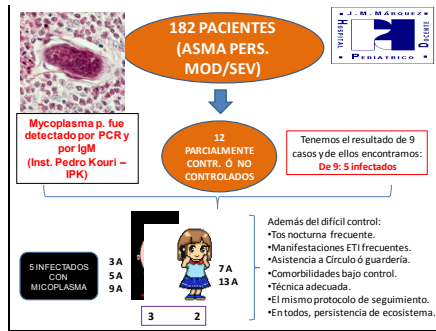 182 PACIENTES
(ASMA PERS.
MOD/SEV)
J. M. MÁRQUEZ
HOSPITAL
DOCENTE
PEDIATRICO
Mycoplasma p. fue
detectado por PCR y
por IgM
(Inst. Pedro Kouri –
IPK)
12
PARCIALMENTE
CONTR. Ó NO
CONTROLADOS
Tenemos el resultado de 9
casos y de ellos encontramos:
De 9: 5 infectados
5 INFECTADOS
CON
MICOPLASMA
3 A
5 A
9 A
7 A
13 A
3 2
Además del difícil control:
•Tos nocturna frecuente.
•Manifestaciones ETI frecuentes.
•Asistencia a Círculo ó guardería.
•Comorbilidades bajo control.
•Técnica adecuada.
•El mismo protocolo de seguimiento.
•En todos, persistencia de ecosistema.